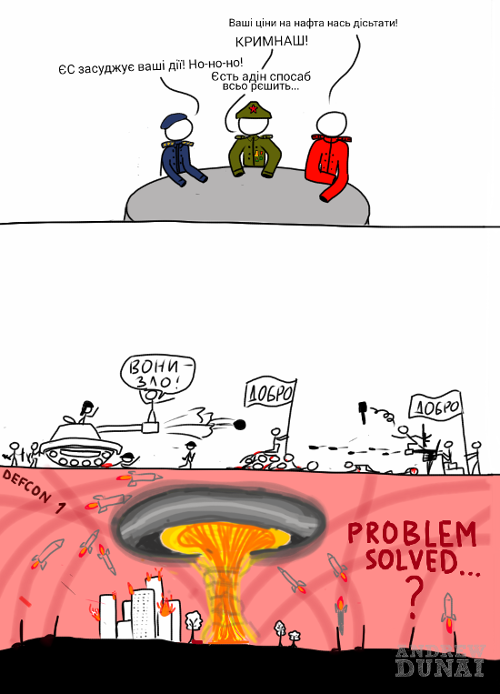 Ваші ціни на нафта нась дісьтати!
КРИМНАШ!
ЄС засуджує ваші дії! Но-но-но!
Єсть адін спосаб
всьо рєшить...
ВОНИ –
ЗЛО!
ДОБРО
ДОБРО
DEFCON 1
PROBLEM
SOLVED...
?
ANDREW
DUNAI